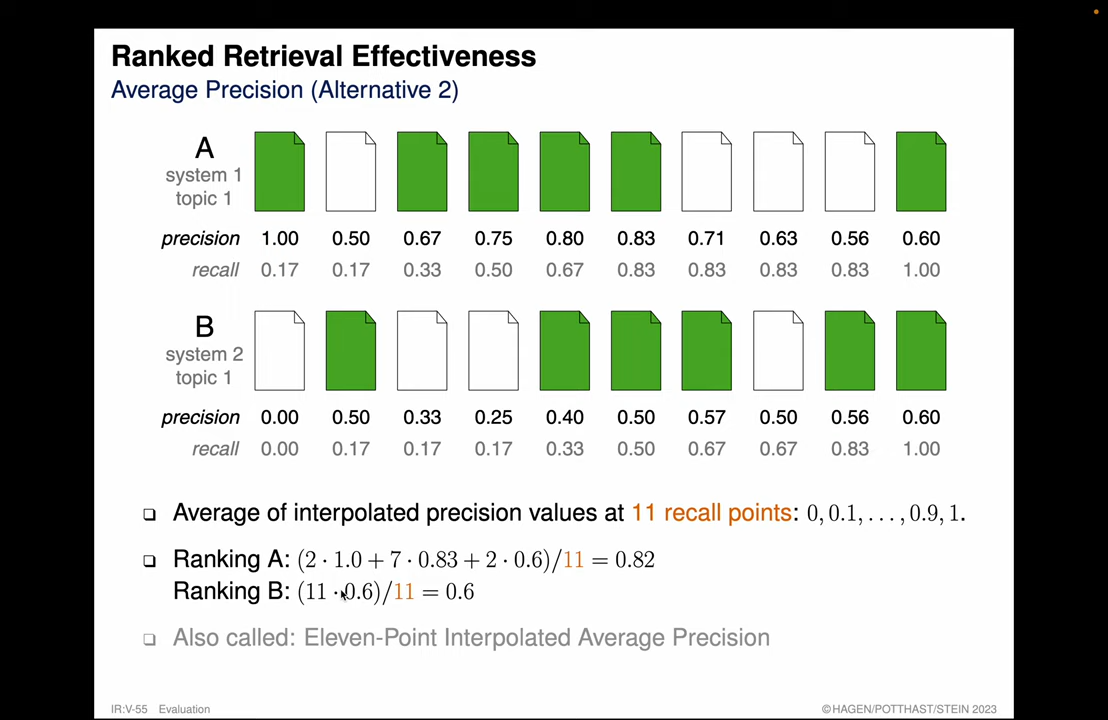 Ranked Retrieval Effectiveness
Average Precision (Alternative 2)
A
system 1
topic 1
precision 1.00 0.50 0.67 0.75 0.80 0.83 0.71 0.63 0.56 0.60
recall 0.17 0.17 0.33 0.50 0.67 0.83 0.83 0.83 0.83 1.00
B
system 2
topic 1
precision 0.00 0.50 0.33 0.25 0.40 0.50 0.57 0.50 0.56 0.60
recall 0.00 0.17 0.17 0.17 0.33 0.50 0.67 0.67 0.83 1.00
❑ Average of interpolated precision values at 11 recall points: 0, 0.1, . . . , 0.9, 1.
❑ Ranking A: (2 · 1.0 + 7 · 0.83 + 2 · 0.6)/11 = 0.82
Ranking B: (11 · 0.6)/11 = 0.6
❑ Also called: Eleven-Point Interpolated Average Precision
IR:V-55 Evaluation ©HAGEN/POTTHAST/STEIN 2023